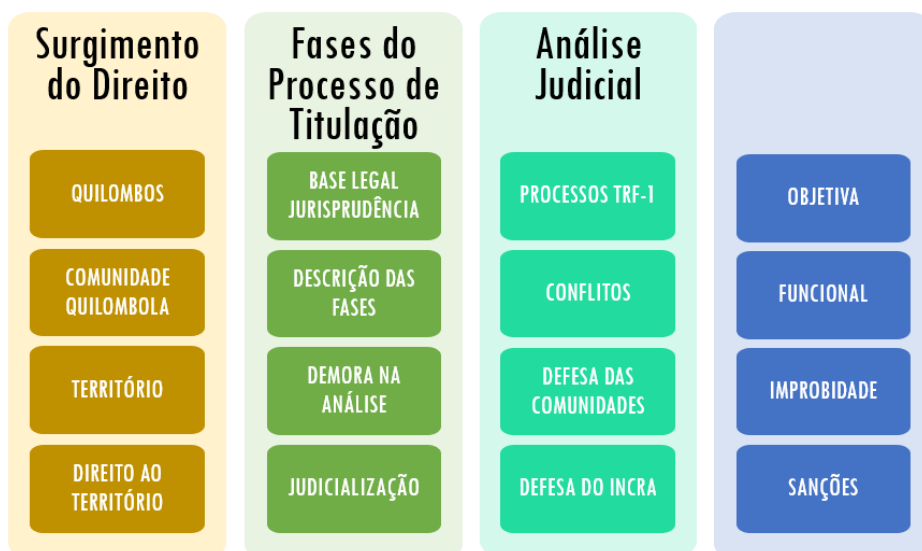 Surgimento
do Direito
QUILOMBOS
COMUNIDADE
QUILOMBOLA
TERRITÓRIO
DIREITO AO
TERRITÓRIO
Fases do
Processo de
Titulação
BASE LEGAL
JURISPRUDÊNCIA
DESCRIÇÃO DAS
FASES
DEMORA NA
ANÁLISE
JUDICIALIZAÇÃO
Análise
Judicial
PROCESSOS TRF-1
CONFLITOS
DEFESA DAS
COMUNIDADES
DEFESA DO INCRA
OBJETIVA
FUNCIONAL
IMPROBIDADE
SANÇÕES